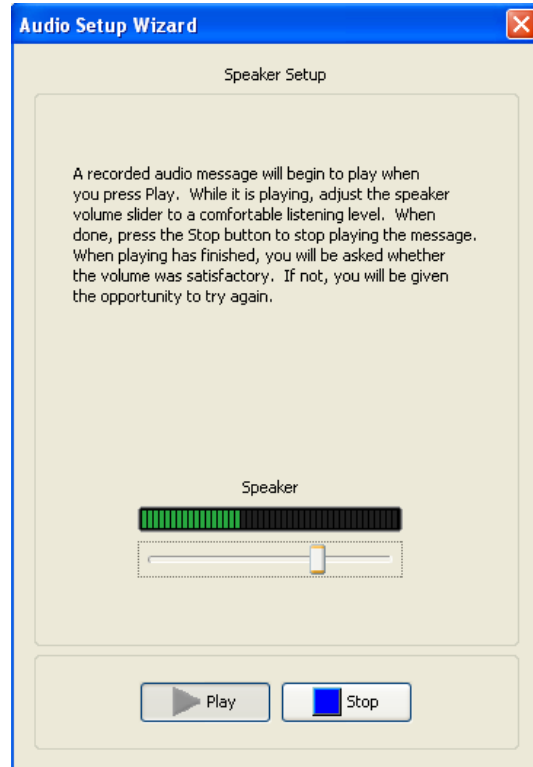 Audio Setup Wizard
Speaker Setup
A recorded audio message will begin to play when
you press Play. While it is playing, adjust the speaker
volume slider to a comfortable listening level. When
done, press the Stop button to stop playing the message.
When playing has finished, you will be asked whether
the volume was satisfactory. If not, you will be given
the opportunity to try again.
Speaker
Play
Stop